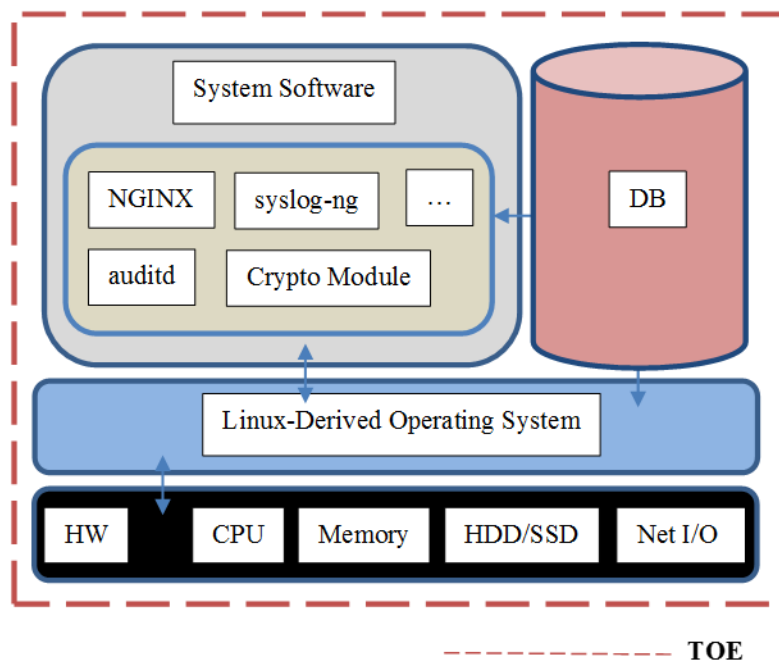 System Software
NGINX
syslog-ng
...
DB
auditd
Crypto Module
Linux-Derived Operating System
HW
CPU
Memory
HDD/SSD
Net I/O
TOE